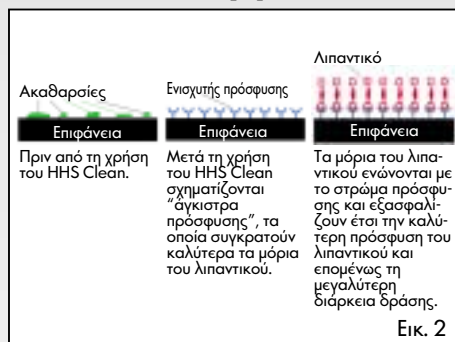 Ακαθαρσίες
Επιφάνεια
Πριν από τη χρήση
του HHS Clean.
Ενισχυτής πρόσφυσης
Επιφάνεια
Μετά τη χρήση
του HHS Clean
σχηματίζονται
“άγκιστρα
πρόσφυσης”, τα
οποία συγκρατούν
καλύτερα τα μόρια
του λιπαντικού.
Λιπαντικό
Επιφάνεια
Τα μόρια του λιπα-
ντικού ενώνονται με
το στρώμα πρόσφυ-
σης και εξασφαλί-
ζουν έτσι την καλύ-
τερη πρόσφυση του
λιπαντικού και
επομένως τη
μεγαλύτερη
διάρκεια δράσης.
Εικ. 2